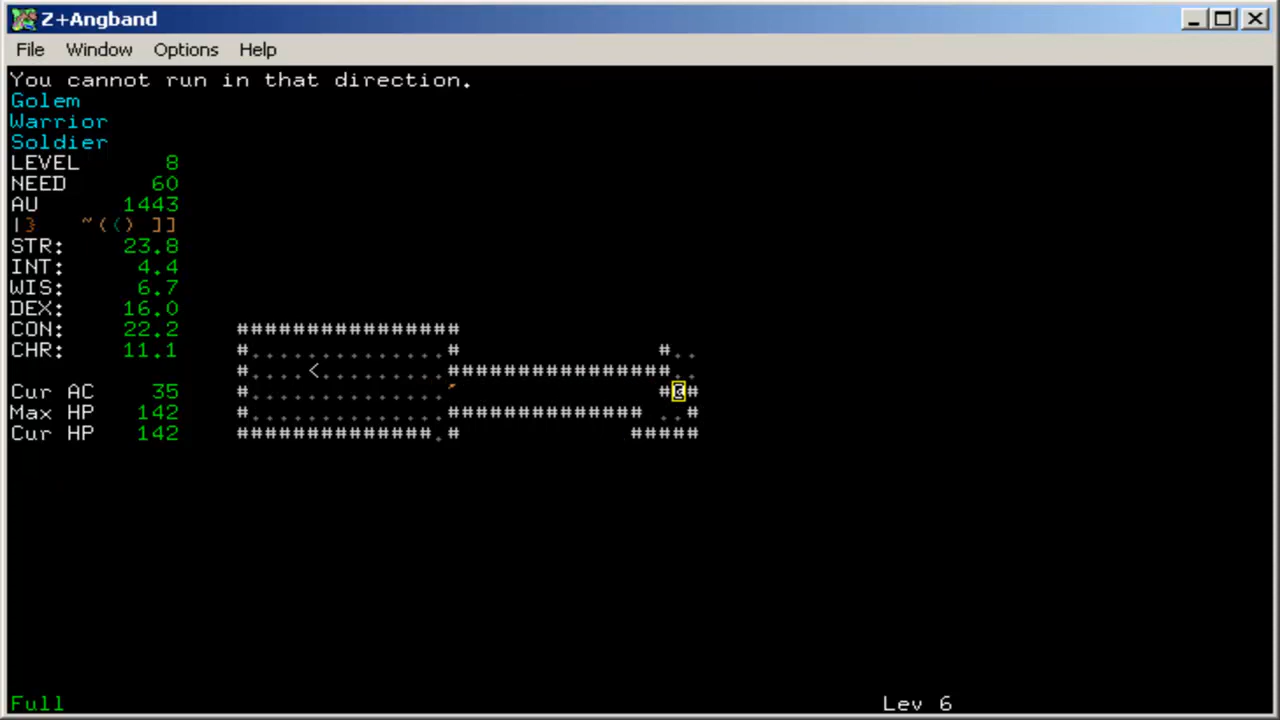 Z+Angband
File Window Options Help
You cannot run in that direction.
Golem
Warrior
Soldier
LEVEL 8
NEED 60
AU 1443
|} ~(() ]]
STR: 23.8
INT: 4.4
WIS: 6.7
DEX: 16.0
CON: 22.2
CHR: 11.1
Cur AC 35
Max HP 142
Cur HP 142
################
#..............# #..
#....<.........################..
#..............' #@#
#..............############## ..#
##############.# #####
Full Lev 6